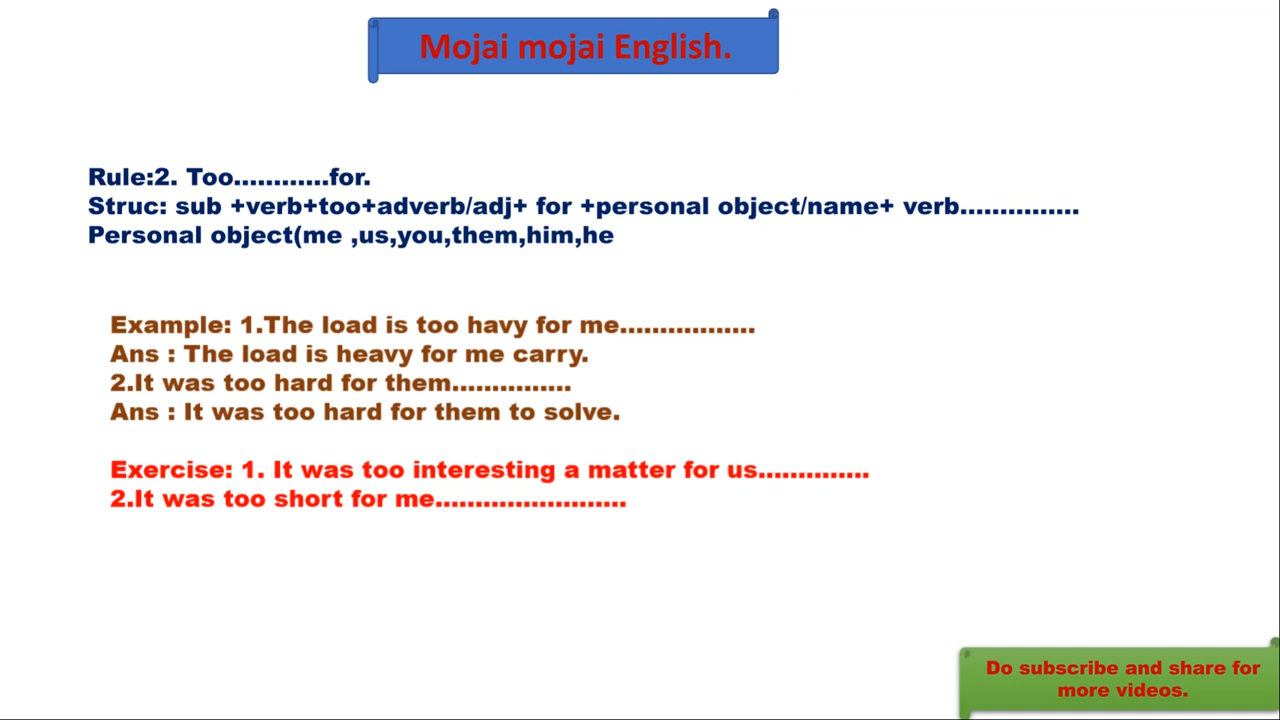 Mojai mojai English.
Rule:2. Too............for.
Struc: sub +verb+too+adverb/adj+ for +personal object/name+ verb...............
Personal object(me ,us,you,them,him,he
Example: 1.The load is too havy for me.................
Ans : The load is heavy for me carry.
2.It was too hard for them...............
Ans : It was too hard for them to solve.
Exercise: 1. It was too interesting a matter for us..............
2.It was too short for me........................
Do subscribe and share for
more videos.